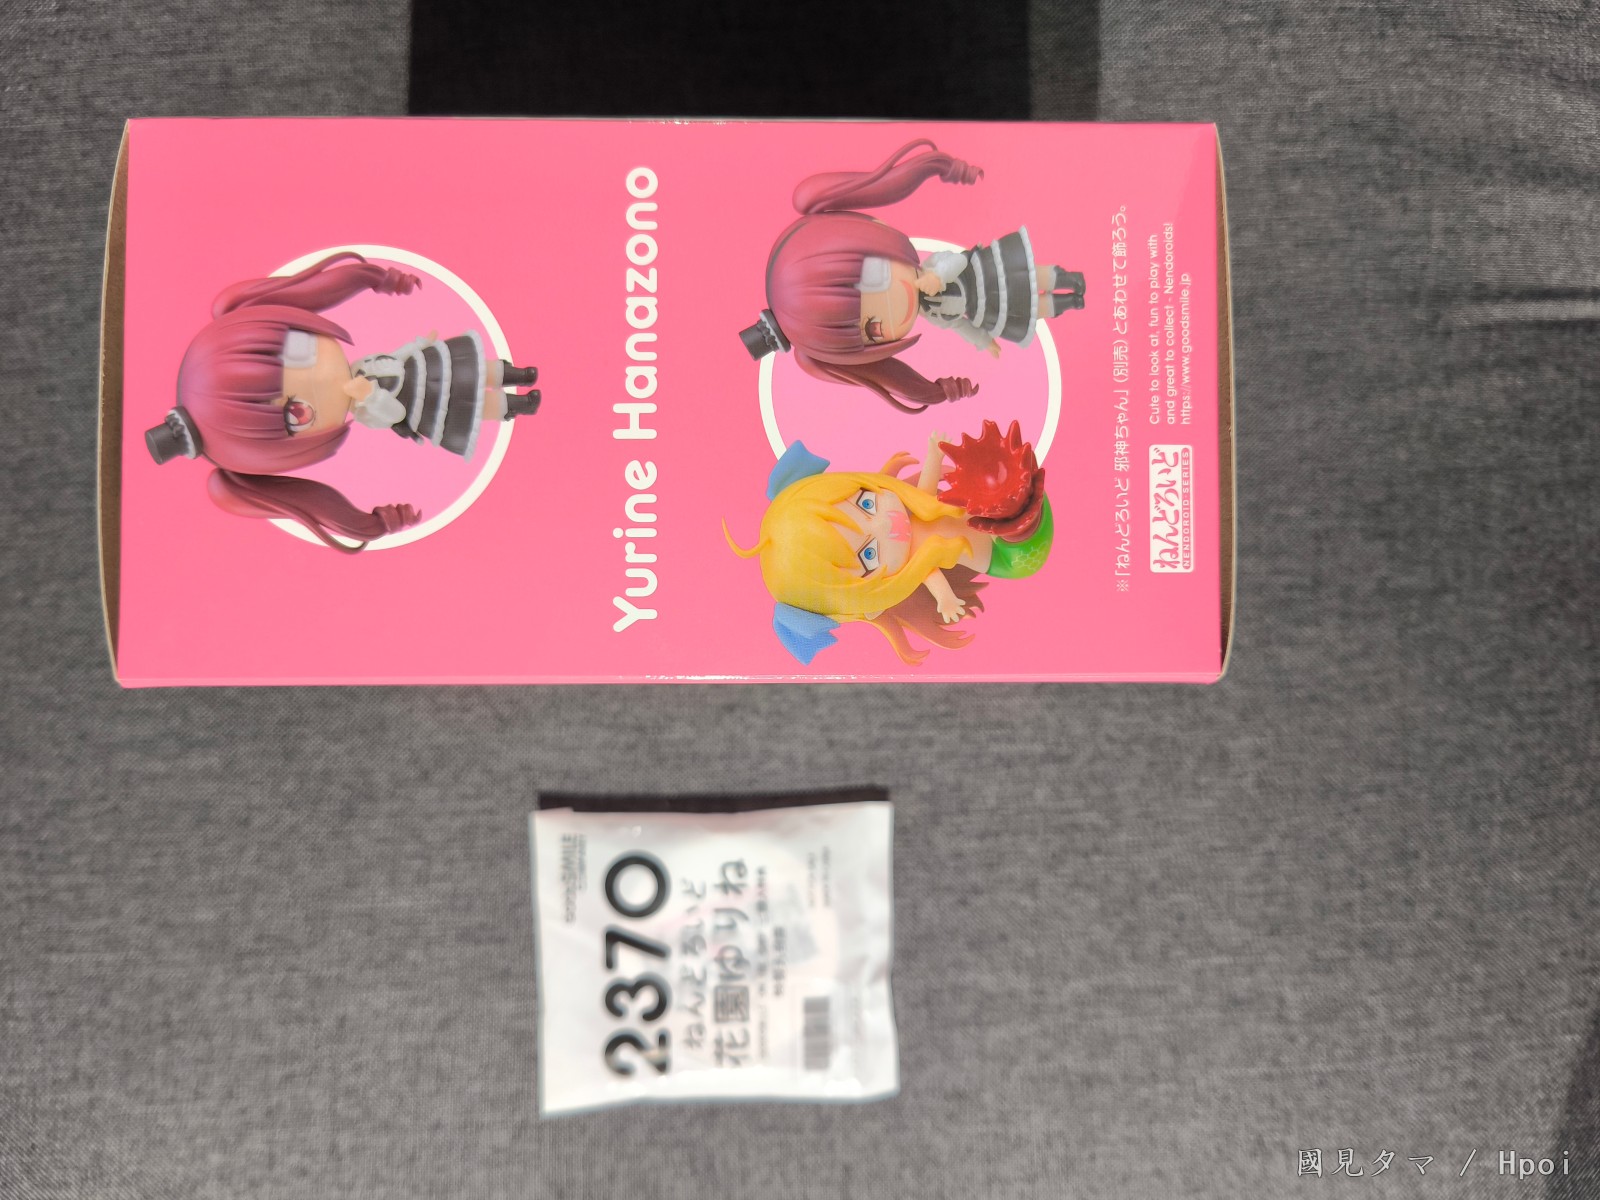 Yurine Hanazono
※「ねんどろいど 邪神ちゃん」(別売)とあわせて飾ろう。
ねんどろいど
NENDOROID SERIES
Cute to look at, fun to play with
and great to collect - Nendoroids!
https://www.goodsmile.jp
GOOD SMILE
2370
ねんどろいど
花園ゆりね
國見タマ / Hpoi